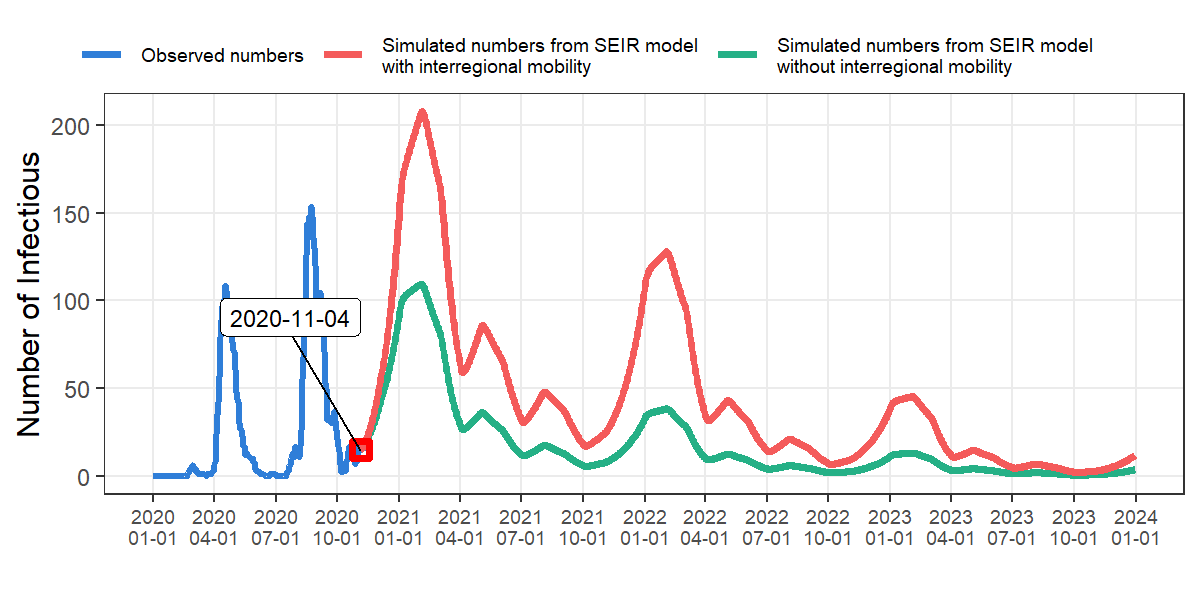 Observed numbers
Simulated numbers from SEIR model
with interregional mobility
Simulated numbers from SEIR model
without interregional mobility
Number of Infectious
200
150
100
50
0
2020-11-04
2020 2020 2020 2020 2021 2021 2021 2021 2022 2022 2022 2022 2023 2023 2023 2023 2024
01-01 04-01 07-01 10-01 01-01 04-01 07-01 10-01 01-01 04-01 07-01 10-01 01-01 04-01 07-01 10-01 01-01